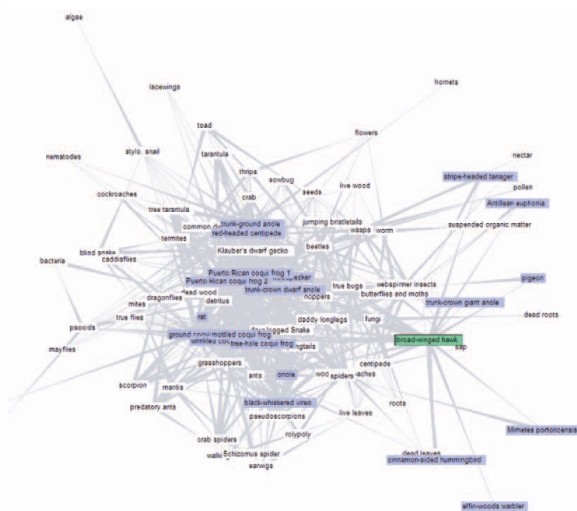 algae
lacewings
hornets
toad
flowers
stylo snail
nematodes
tarantula
nectar
thrips
sowbug
stripe-headed tanager
pollen
crab
seeds
live wood
cockroaches
Antillean euphonia
tree tarantula
common
trunk-ground anole
jumping
suspended organic matter
red-headed centipede
wasps
worm
termites
beetles
blind snake
Klauber's dwarf gecko
caddisflies
bacteria
Puerto Rican coqui frog 1
Puerto Rican coqui frog 2
true bugs
webspinner insects
pigeon
dead wood
trunk-crown dwarf anole
butterflies and moths
dragonflies
mites
detritus
hoppers
trunk-crown giant anole
true flies
rat
daddy longlegs
fungi
dead roots
psocids
ground coqui
mottled coqui frog
tree-hole coqui frog
broad-winged hawk
sap
mayflies
grasshoppers
centipede
ants
oriole
spiders
roots
scorpion
mantis
predatory ants
black-whiskered vireo
pseudoscorpions
live leaves
rolypoly
Mimetes portoricensis
crab spiders
Schizomus spider
dead leaves
cinnamon-sided hummingbird
earwigs
elfin-woods warbler